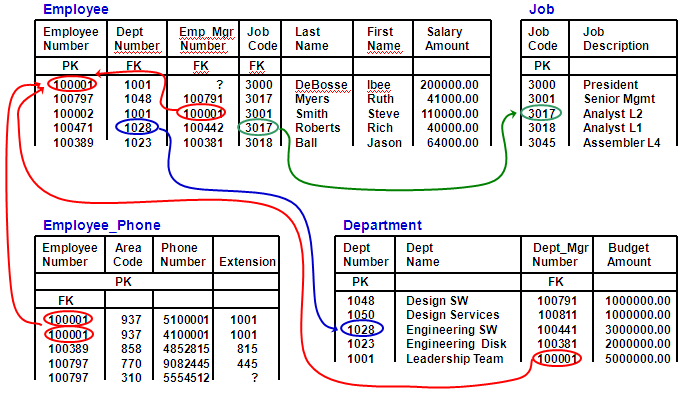 Employee
Employee Dept Emp_Mgr Job Last First Salary
Number Number Number Code Name Name Amount
PK FK FK FK
100001 1001 ? 3000 DeBosse Ibee 200000.00
100797 1048 100791 3017 Myers Ruth 41000.00
100002 1001 100001 3001 Smith Steve 110000.00
100471 1028 100442 3017 Roberts Rich 40000.00
100389 1023 100381 3018 Ball Jason 64000.00
Job
Job Job
Code Description
PK
3000 President
3001 Senior Mgmt
3017 Analyst L2
3018 Analyst L1
3045 Assembler L4
Employee_Phone
Employee Area Phone
Number Code Number Extension
PK
FK
100001 937 5100001 1001
100001 937 4100001 1001
100389 858 4852815 815
100797 770 9082445 445
100797 310 5554512 ?
Department
Dept Dept Dept_Mgr Budget
Number Name Number Amount
PK FK
1048 Design SW 100791 1000000.00
1050 Design Services 100811 1000000.00
1028 Engineering SW 100441 3000000.00
1023 Engineering Disk 100381 2000000.00
1001 Leadership Team 100001 5000000.00